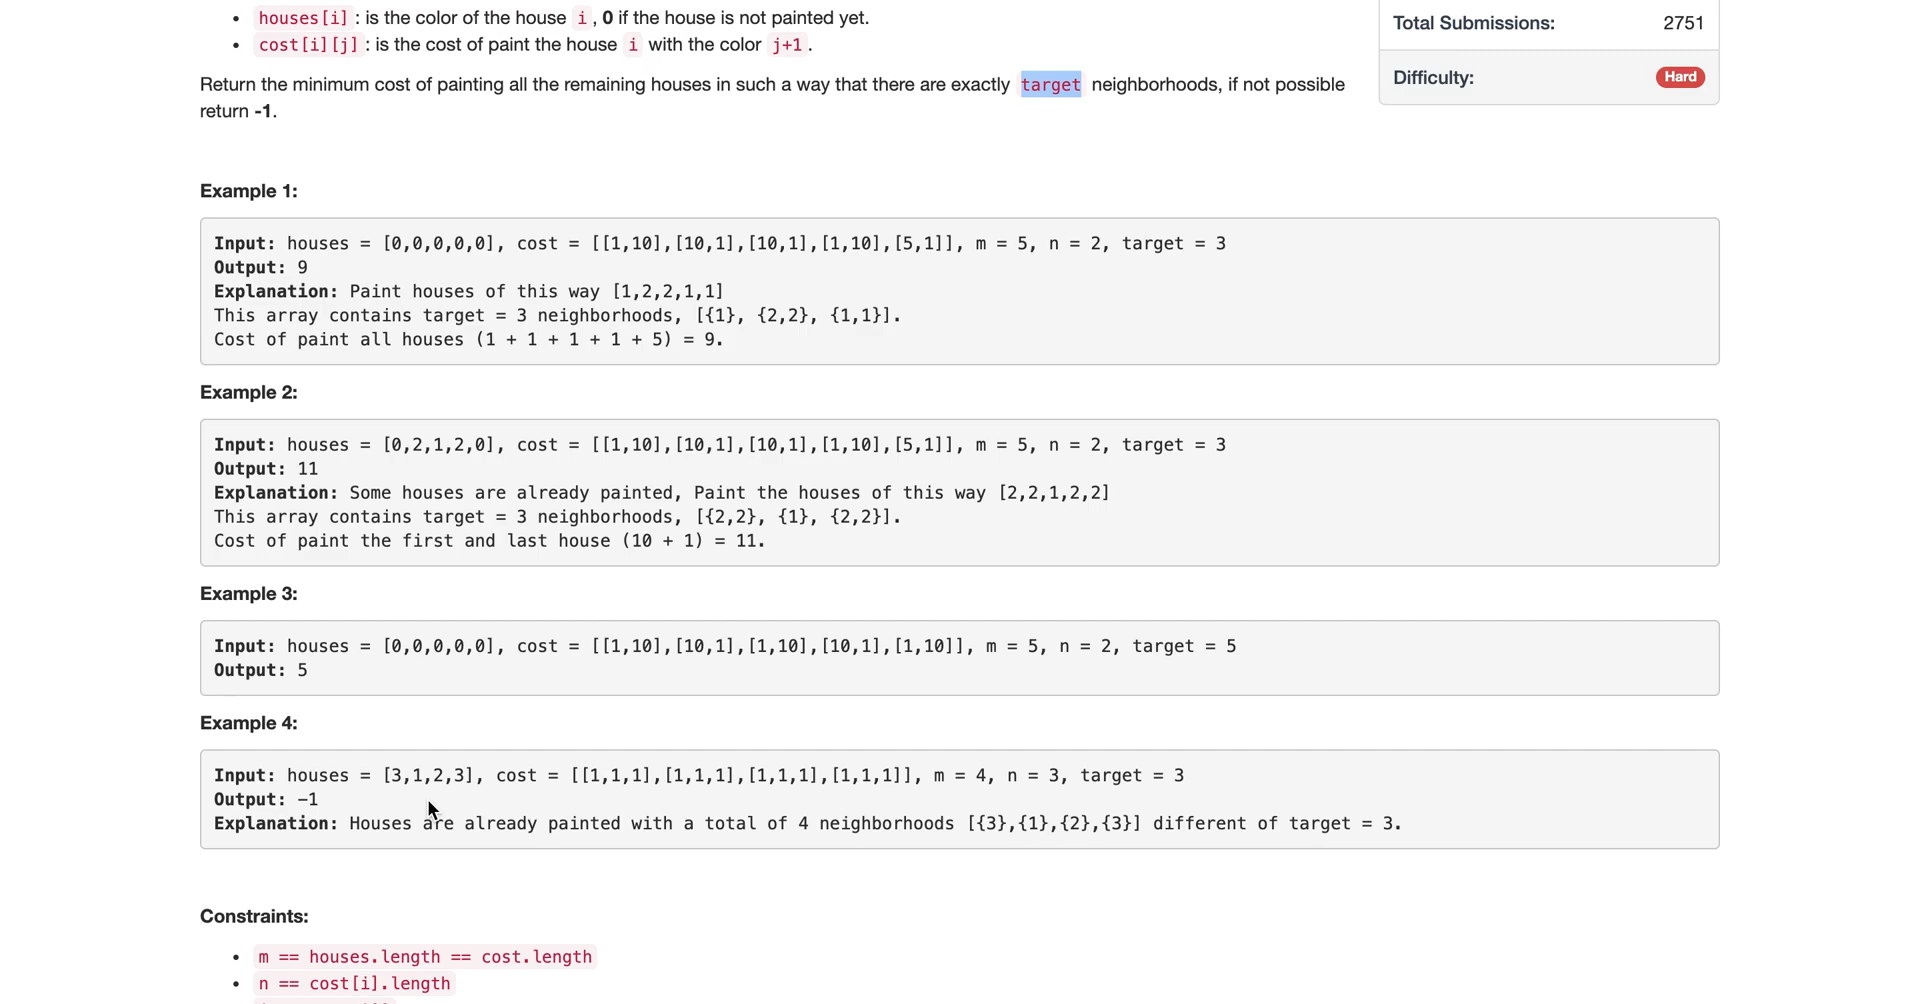 houses[i]: is the color of the house i, 0 if the house is not painted yet.
cost[i][j]: is the cost of paint the house i with the color j+1.
Total Submissions: 2751
Difficulty: Hard
Return the minimum cost of painting all the remaining houses in such a way that there are exactly target neighborhoods, if not possible
return -1.
Example 1:
Input: houses = [0,0,0,0,0], cost = [[1,10],[10,1],[10,1],[1,10],[5,1]], m = 5, n = 2, target = 3
Output: 9
Explanation: Paint houses of this way [1,2,2,1,1]
This array contains target = 3 neighborhoods, [{1}, {2,2}, {1,1}].
Cost of paint all houses (1 + 1 + 1 + 1 + 5) = 9.
Example 2:
Input: houses = [0,2,1,2,0], cost = [[1,10],[10,1],[10,1],[1,10],[5,1]], m = 5, n = 2, target = 3
Output: 11
Explanation: Some houses are already painted, Paint the houses of this way [2,2,1,2,2]
This array contains target = 3 neighborhoods, [{2,2}, {1}, {2,2}].
Cost of paint the first and last house (10 + 1) = 11.
Example 3:
Input: houses = [0,0,0,0,0], cost = [[1,10],[10,1],[1,10],[10,1],[1,10]], m = 5, n = 2, target = 5
Output: 5
Example 4:
Input: houses = [3,1,2,3], cost = [[1,1,1],[1,1,1],[1,1,1],[1,1,1]], m = 4, n = 3, target = 3
Output: -1
Explanation: Houses are already painted with a total of 4 neighborhoods [{3},{1},{2},{3}] different of target = 3.
Constraints:
m == houses.length == cost.length
n == cost[i].length